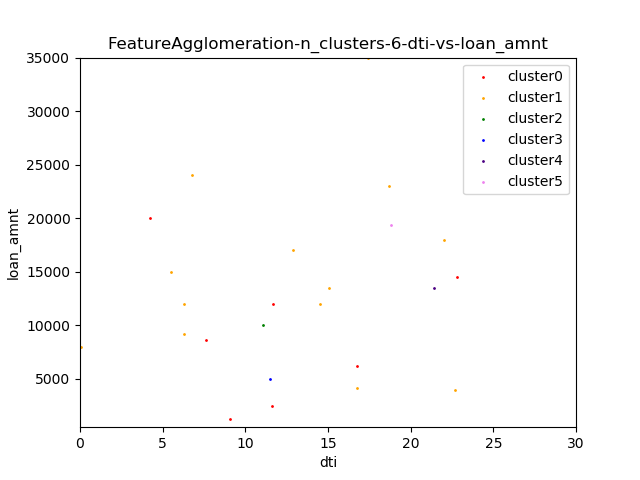 FeatureAgglomeration-n_clusters-6-dti-vs-loan_amnt
35000
30000
25000
20000
15000
10000
5000
loan_amnt
cluster0
cluster1
cluster2
cluster3
cluster4
cluster5
0 5 10 15 20 25 30
dti